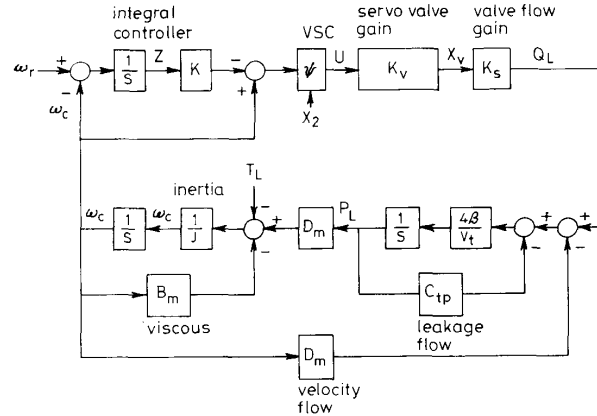 integral
controller
servo valve
gain
valve flow
gain
VSC
ω_r + − 1/S Z K − + ψ U K_v X_v K_s Q_L
ω_c
X_2
T_L
inertia
ω_c 1/S ω_c 1/J − + − D_m P_L 1/S 4β/V_t + − + −
B_m
viscous
C_tp
leakage
flow
D_m
velocity
flow